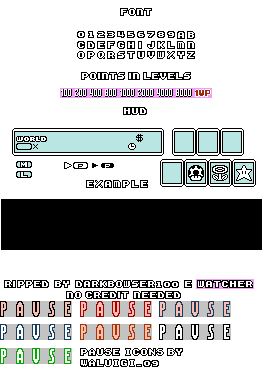 FONT
0123456789AB
CDEFGHIJKLMN
OPQRSTUVWXYZ
POINTS IN LEVELS
100 200 400 800 1000 2000 4000 8000 1UP
HUD
WORLD $
×
M P P
L
EXAMPLE
RIPPED BY DARKBOWSER100 E WATCHER
NO CREDIT NEEDED
PAUSE PAUSE PAUSE
PAUSE PAUSE PAUSE
PAUSE PAUSE ICONS BY
WALUIGI_09